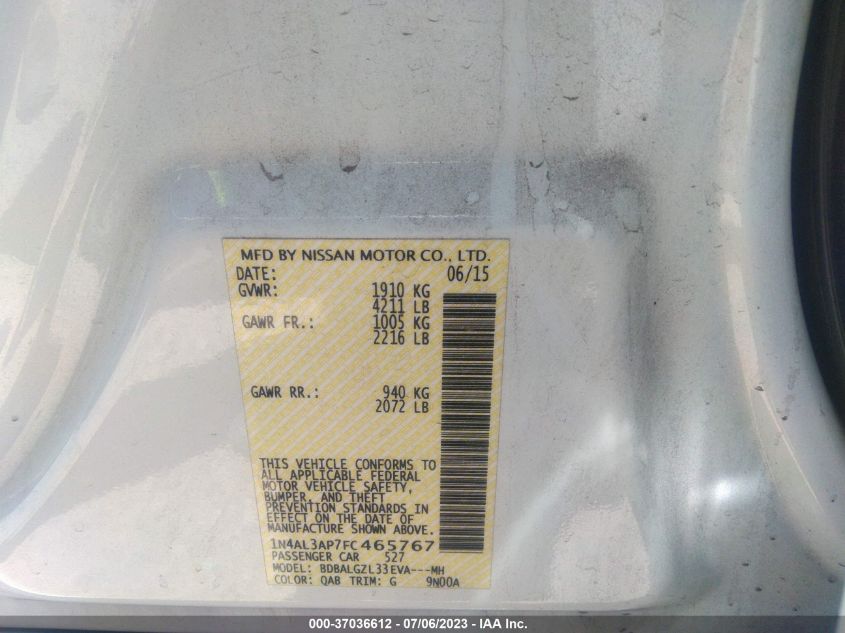 MFD BY NISSAN MOTOR CO., LTD.
DATE: 06/15
GVWR: 1910 KG
4211 LB
GAWR FR.: 1005 KG
2216 LB
GAWR RR.: 940 KG
2072 LB
THIS VEHICLE CONFORMS TO
ALL APPLICABLE FEDERAL
MOTOR VEHICLE SAFETY,
BUMPER, AND THEFT
PREVENTION STANDARDS IN
EFFECT ON THE DATE OF
MANUFACTURE SHOWN ABOVE.
1N4AL3AP7FC465767
PASSENGER CAR 527
MODEL: BDBALGZL33EVA---MH
COLOR: QAB TRIM: G 9N00A
000-37036612 - 07/06/2023 - IAA Inc.